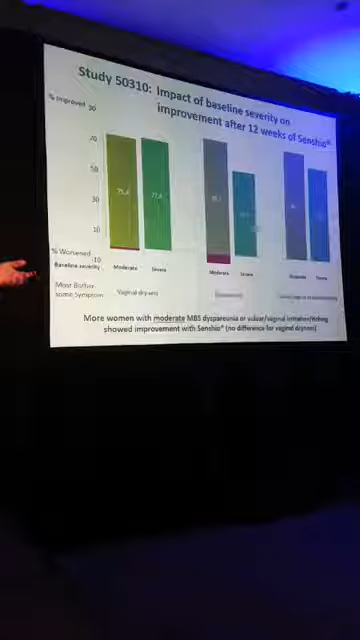 Study 50310: Impact of baseline severity on
improvement after 12 weeks of Senshio®
% Improved
70
50
30
10
-10
% Worsened
Baseline severity
Moderate
Severe
Moderate
Severe
Moderate
Severe
Most Bother
some Symptom
Vaginal dryness
More women with moderate MBS dyspareunia or vulvar/vaginal irritation/itching
showed improvement with Senshio® (no difference for vaginal dryness)